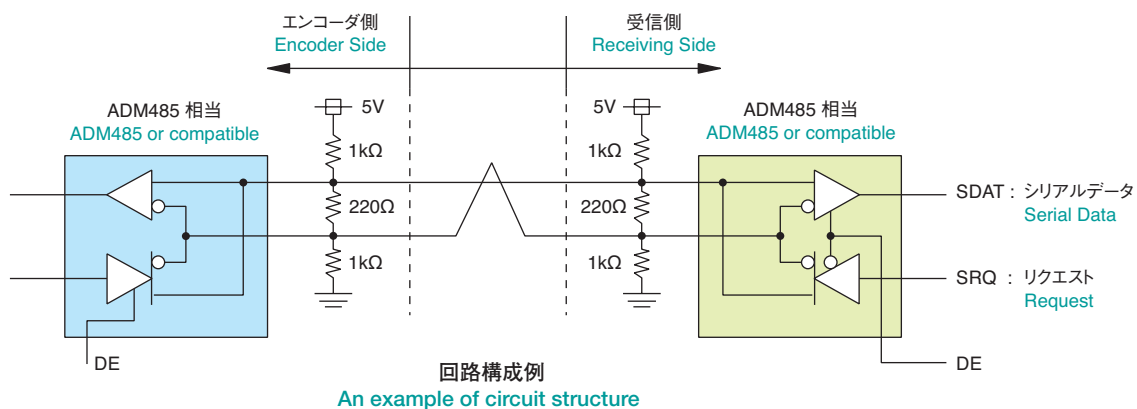 エンコーダ側
Encoder Side
受信側
Receiving Side
ADM485 相当
ADM485 or compatible
5V
5V
ADM485 相当
ADM485 or compatible
1kΩ
1kΩ
220Ω
220Ω
1kΩ
1kΩ
SDAT : シリアルデータ
Serial Data
SRQ : リクエスト
Request
DE
DE
回路構成例
An example of circuit structure